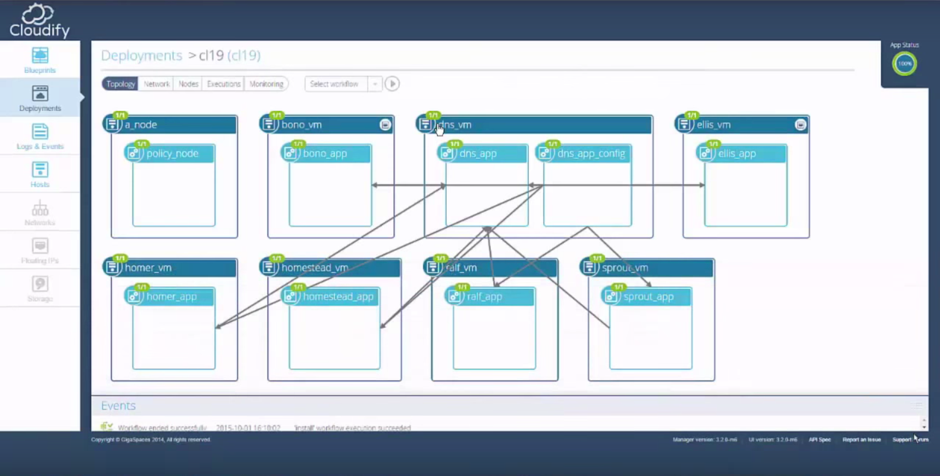 Cloudify
App Status
100%
Deployments > cl19 (cl19)
Blueprints
Deployments
Logs & Events
Hosts
Networks
Floating IPs
Storage
Topology Network Nodes Executions Monitoring Select workflow
1/1 1/1 1/1 1/1
a_node bono_vm dns_vm ellis_vm
1/1 1/1 1/1 1/1 1/1
policy_node bono_app dns_app dns_app_config ellis_app
1/1 1/1 1/1 1/1
homer_vm homestead_vm ralf_vm sprout_vm
1/1 1/1 1/1 1/1
homer_app homestead_app ralf_app sprout_app
Events
Workflow ended successfully 2015-10-01 16:10:02 'install' workflow execution succeeded
Copyright © GigaSpaces 2014, All rights reserved. Manager version: 3.2.0-m6 UI version: 3.2.0-m6 API Spec Report an Issue Support